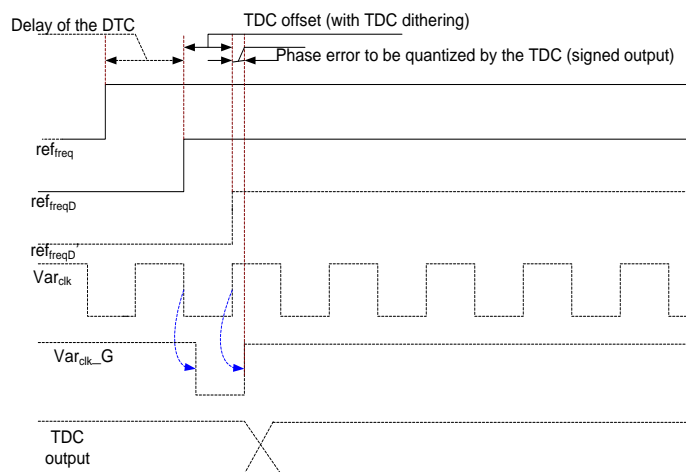 TDC offset (with TDC dithering)
Delay of the DTC
Phase error to be quantized by the TDC (signed output)
ref_freq
ref_freqD
ref_freqD'
Var_clk
Var_clk_G
TDC
output